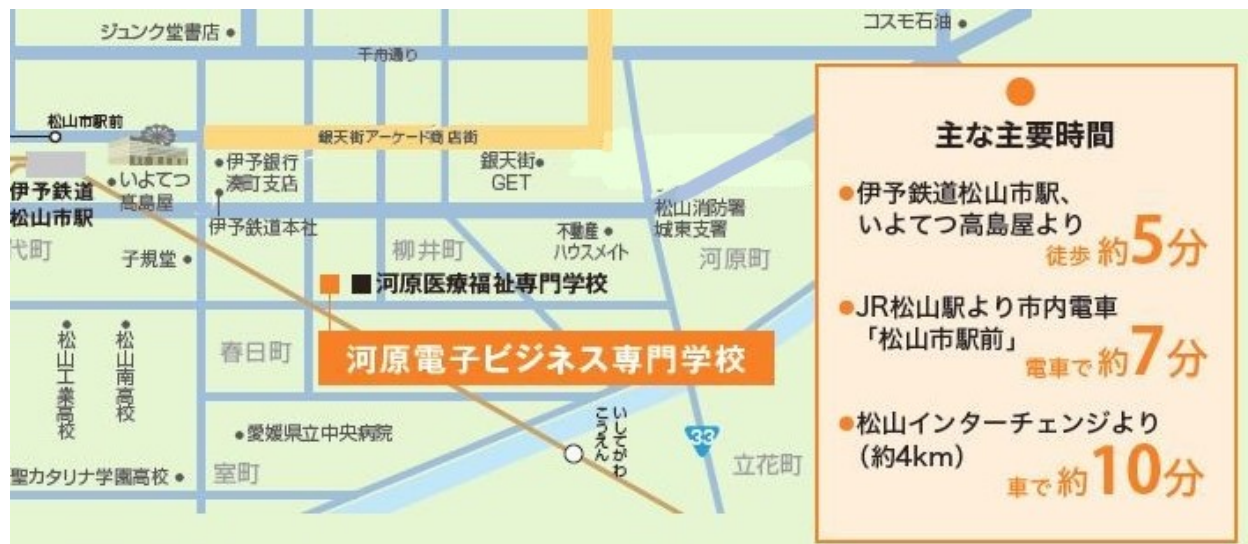 ジュンク堂書店
コスモ石油
千舟通り
松山市駅前
銀天街アーケード商店街
伊予鉄道
松山市駅
いよてつ
高島屋
伊予銀行
湊町支店
伊予鉄道本社
銀天街
GET
松山消防署
城東支署
不動産
ハウスメイト
代町
子規堂
柳井町
河原町
■河原医療福祉専門学校
河原電子ビジネス専門学校
松山工業高校
松山南高校
春日町
愛媛県立中央病院
聖カタリナ学園高校
室町
いしてがわ
こうえん
33
立花町
主な主要時間
●伊予鉄道松山市駅、
いよてつ高島屋より
徒歩約5分
●JR松山駅より市内電車
「松山市駅前」
電車で約7分
●松山インターチェンジより
(約4km)
車で約10分